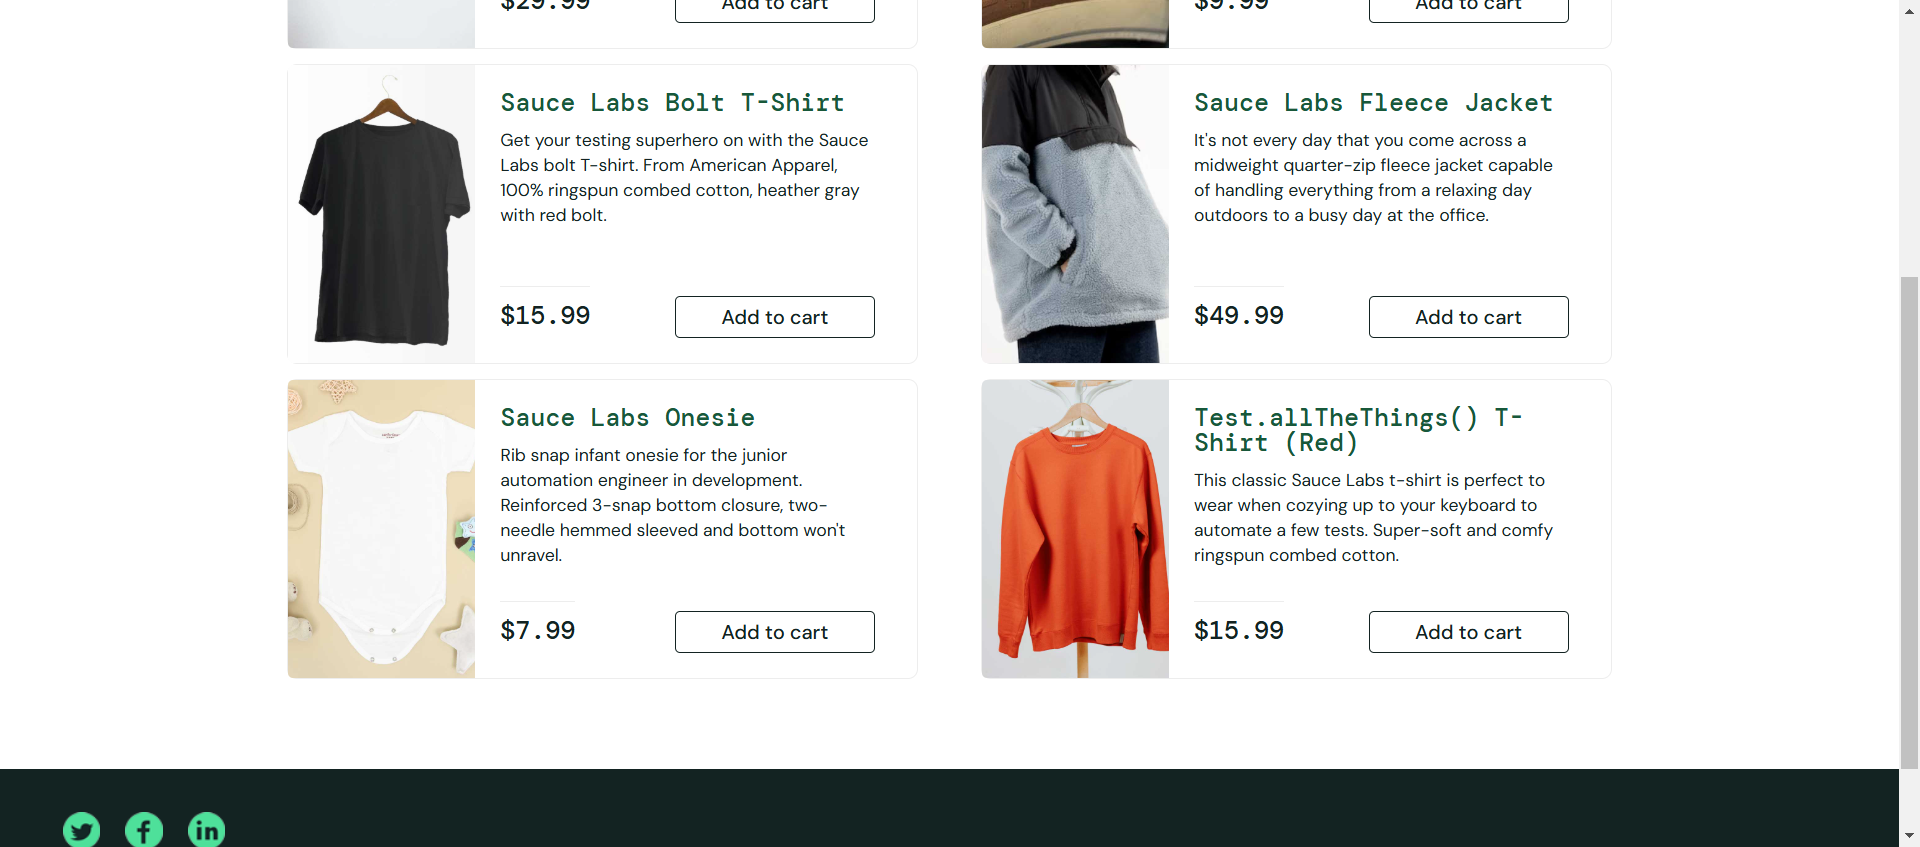 $29.99
Add to cart
$9.99
Add to cart
Sauce Labs Bolt T-Shirt
Get your testing superhero on with the Sauce
Labs bolt T-shirt. From American Apparel,
100% ringspun combed cotton, heather gray
with red bolt.
$15.99
Add to cart
Sauce Labs Fleece Jacket
It's not every day that you come across a
midweight quarter-zip fleece jacket capable
of handling everything from a relaxing day
outdoors to a busy day at the office.
$49.99
Add to cart
Sauce Labs Onesie
Rib snap infant onesie for the junior
automation engineer in development.
Reinforced 3-snap bottom closure, two-
needle hemmed sleeved and bottom won't
unravel.
$7.99
Add to cart
Test.allTheThings() T-
Shirt (Red)
This classic Sauce Labs t-shirt is perfect to
wear when cozying up to your keyboard to
automate a few tests. Super-soft and comfy
ringspun combed cotton.
$15.99
Add to cart